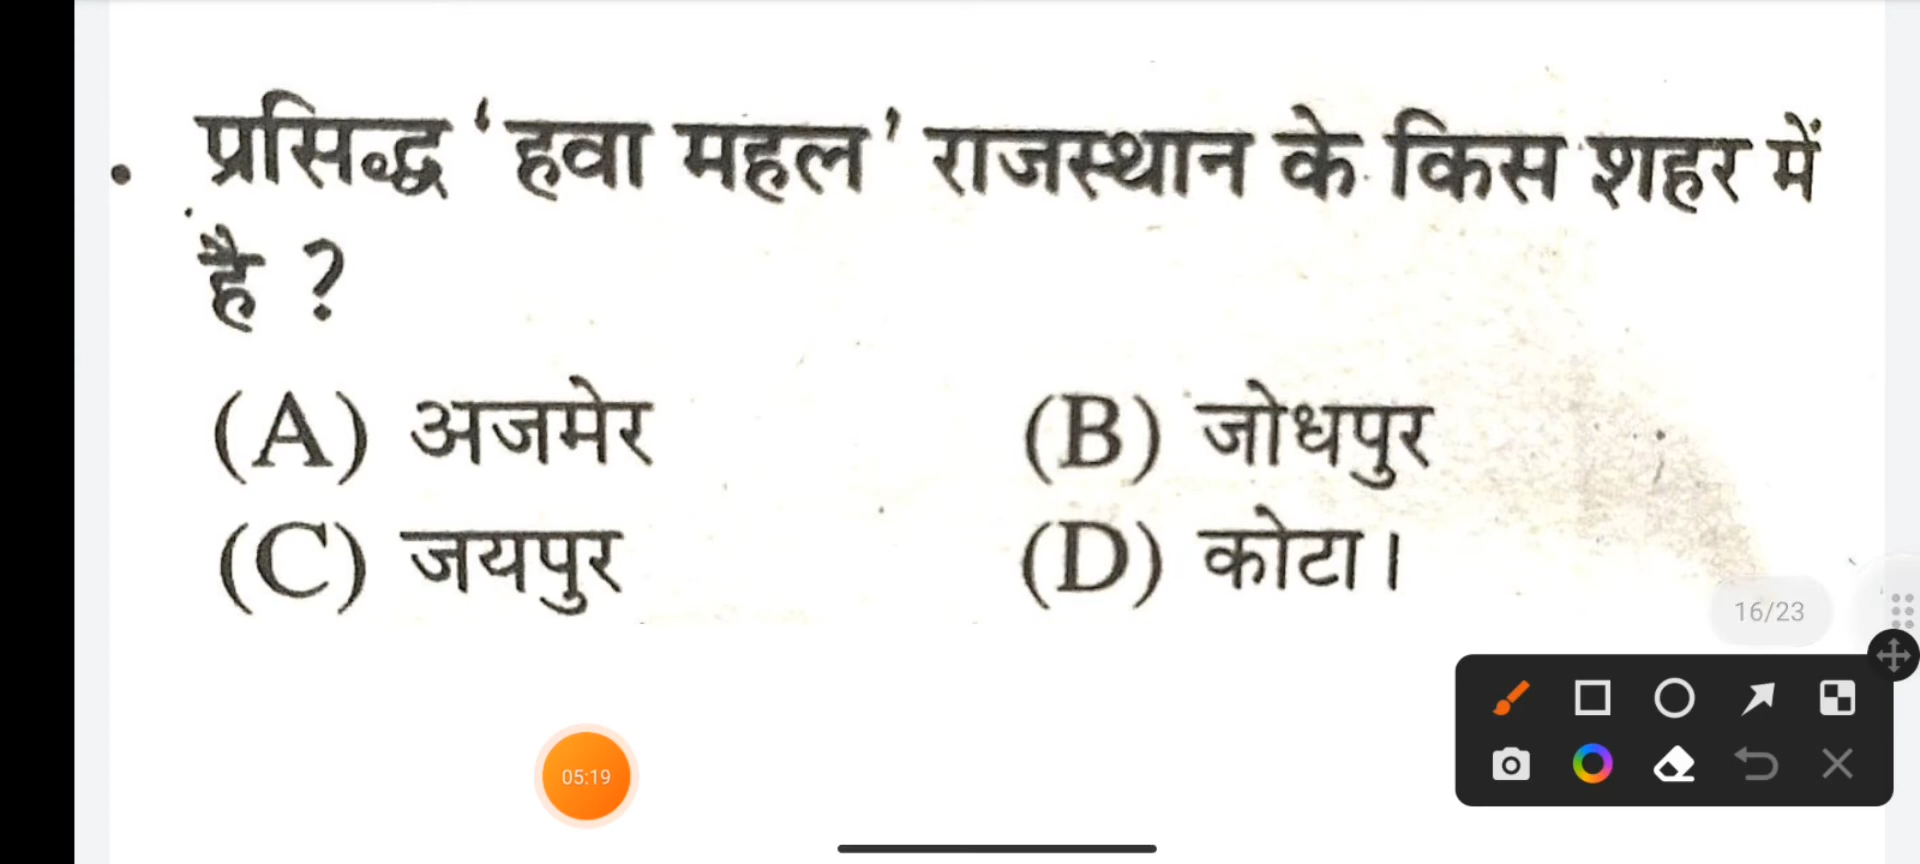 . प्रसिद्ध ‘हवा महल’ राजस्थान के किस शहर में
है ?
(A) अजमेर (B) जोधपुर
(C) जयपुर (D) कोटा।
16/23
05:19